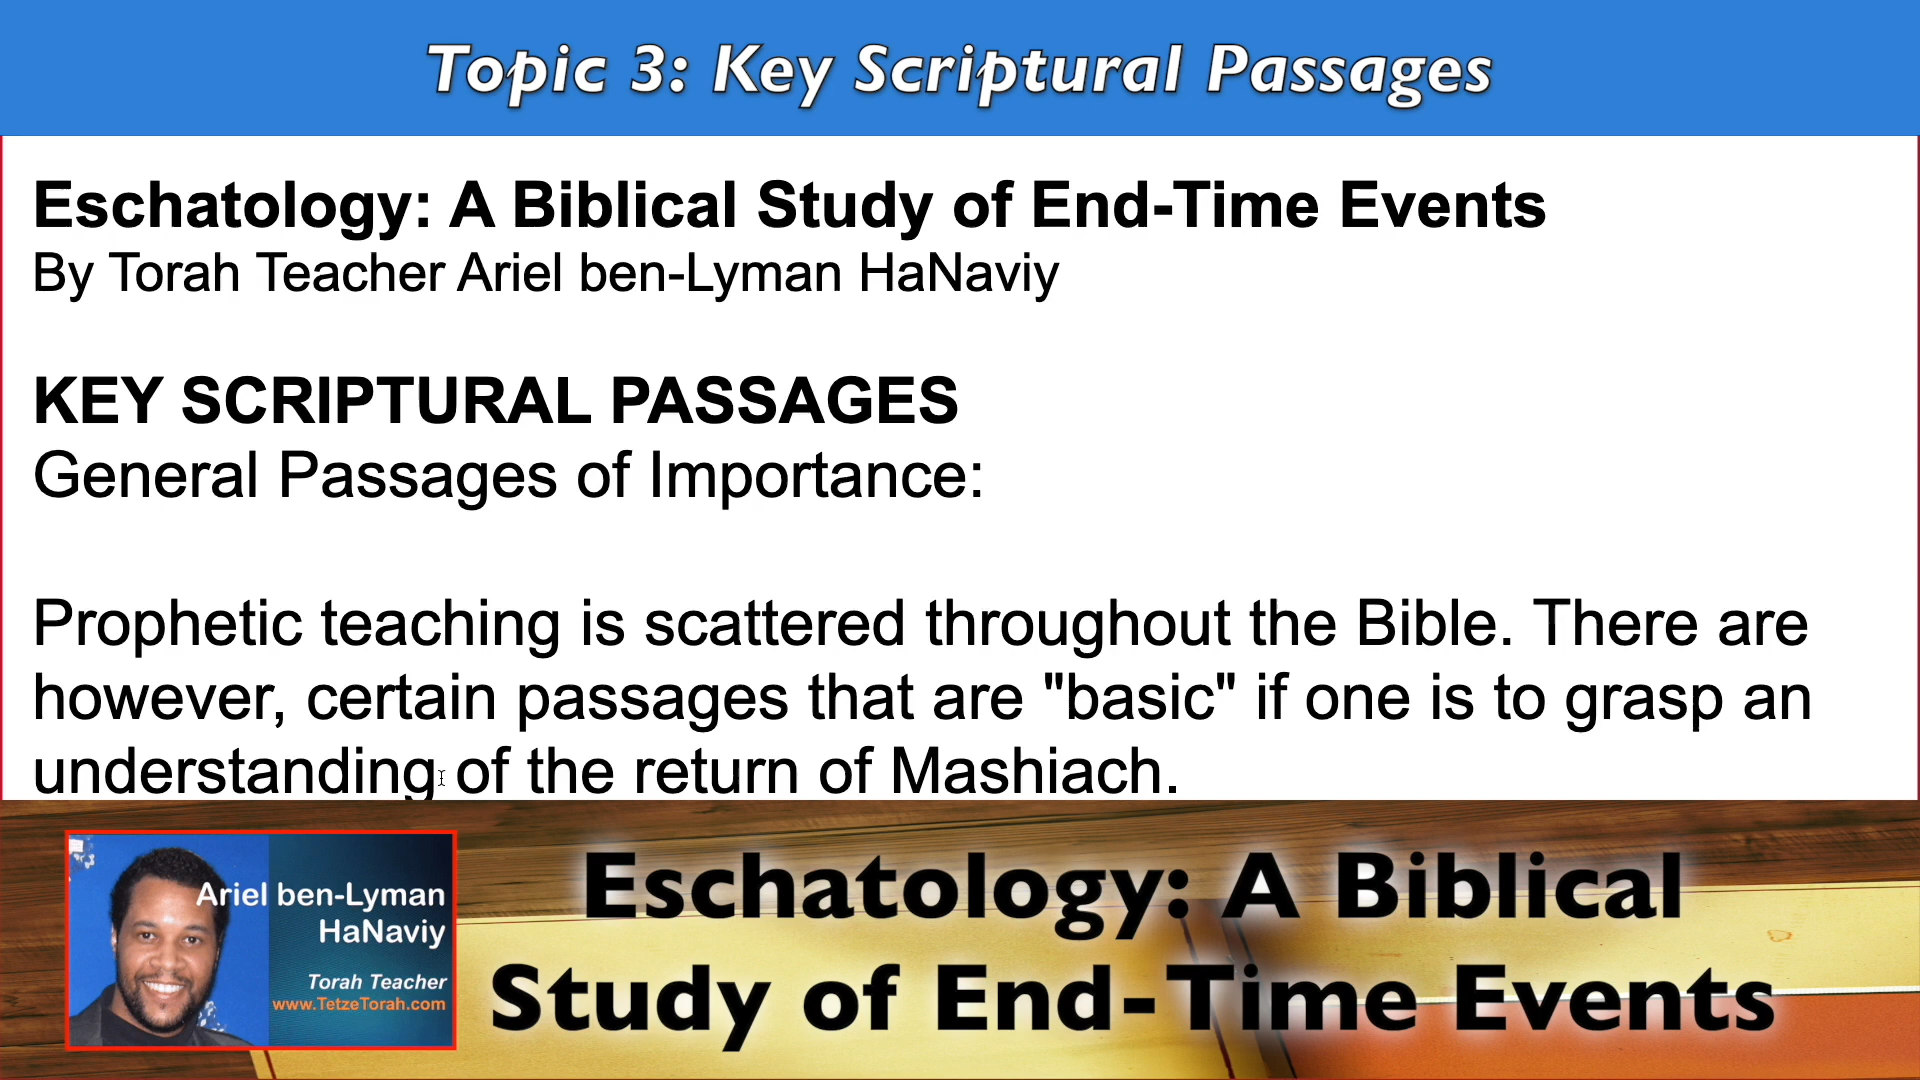 Topic 3: Key Scriptural Passages
Eschatology: A Biblical Study of End-Time Events
By Torah Teacher Ariel ben-Lyman HaNaviy
KEY SCRIPTURAL PASSAGES
General Passages of Importance:
Prophetic teaching is scattered throughout the Bible. There are
however, certain passages that are "basic" if one is to grasp an
understanding of the return of Mashiach.
Ariel ben-Lyman
HaNaviy
Torah Teacher
www.TetzeTorah.com
Eschatology: A Biblical
Study of End-Time Events